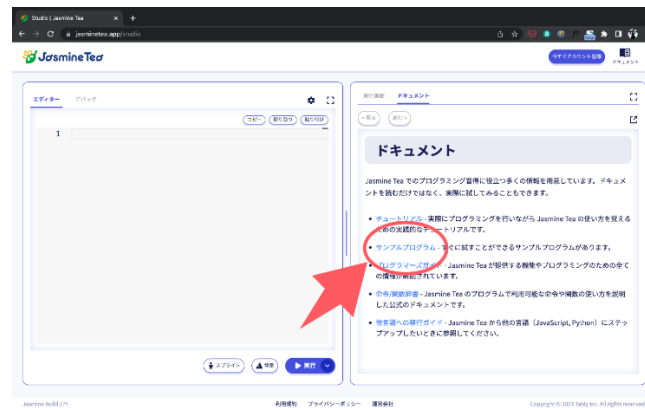 Studio | Jasmine Tea
jasminetea.app/studio
JasmineTea
今すぐアカウント登録
ドキュメント
エディター デバッグ
コピー 切り取り 貼り付け
1
スプライト 背景 実行
実行画面 ドキュメント
<戻る 進む>
ドキュメント
Jasmine Tea でのプログラミング習得に役立つ多くの情報を用意しています。ドキュメ
ントを読むだけではなく、実際に試してみることもできます。
チュートリアル - 実際にプログラミングを行いながら Jasmine Tea の使い方を覚える
ための実践的なチュートリアルです。
サンプルプログラム - すぐに試すことができるサンプルプログラムがあります。
プログラマーズガイド - Jasmine Tea が提供する機能やプログラミングのための全て
の情報が解説されています。
命令/関数辞書 - Jasmine Tea のプログラムで利用可能な命令や関数の使い方を説明
した公式のドキュメントです。
他言語への移行ガイド - Jasmine Tea から他の言語（JavaScript, Python）にステッ
プアップしたいときに参照してください。
Jasmine Build 271
利用規約 プライバシーポリシー 運営会社
Copyright © 2023 Tably Inc. All rights reserved